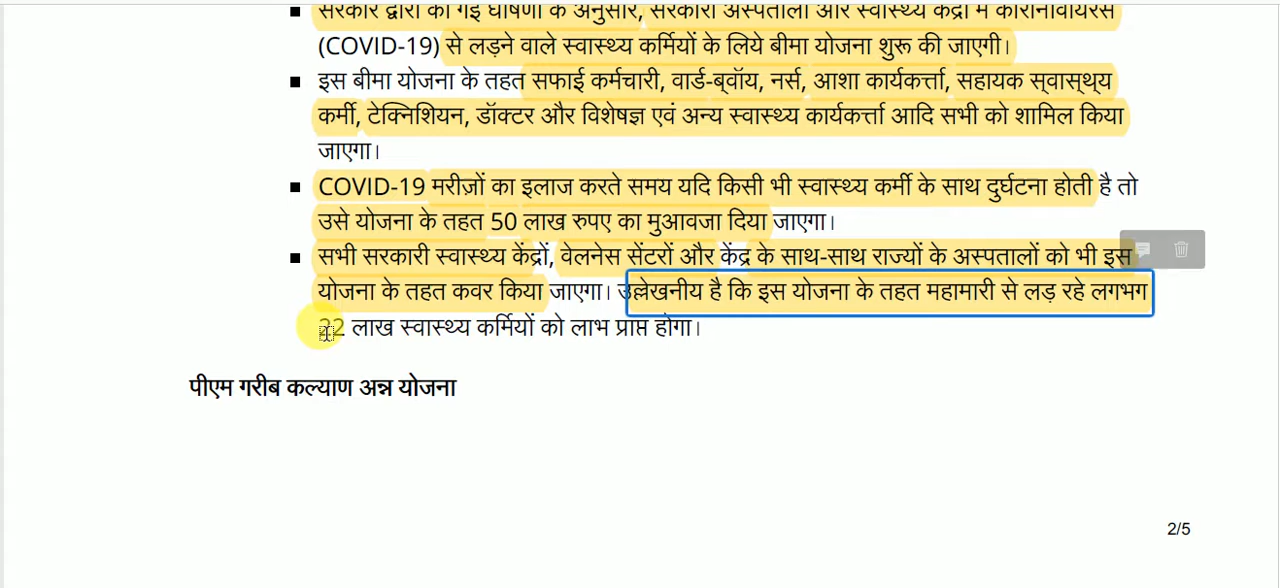 सरकार द्वारा की गई घोषणा के अनुसार, सरकारी अस्पतालों और स्वास्थ्य केंद्रों में कोरोनावायरस
(COVID-19) से लड़ने वाले स्वास्थ्य कर्मियों के लिये बीमा योजना शुरू की जाएगी।
इस बीमा योजना के तहत सफाई कर्मचारी, वार्ड-ब्वॉय, नर्स, आशा कार्यकर्त्ता, सहायक स्वास्थ्य
कर्मी, टेक्निशियन, डॉक्टर और विशेषज्ञ एवं अन्य स्वास्थ्य कार्यकर्त्ता आदि सभी को शामिल किया
जाएगा।
COVID-19 मरीज़ों का इलाज करते समय यदि किसी भी स्वास्थ्य कर्मी के साथ दुर्घटना होती है तो
उसे योजना के तहत 50 लाख रुपए का मुआवजा दिया जाएगा।
सभी सरकारी स्वास्थ्य केंद्रों, वेलनेस सेंटरों और केंद्र के साथ-साथ राज्यों के अस्पतालों को भी इस
योजना के तहत कवर किया जाएगा। उल्लेखनीय है कि इस योजना के तहत महामारी से लड़ रहे लगभग
22 लाख स्वास्थ्य कर्मियों को लाभ प्राप्त होगा।
पीएम गरीब कल्याण अन्न योजना
2/5